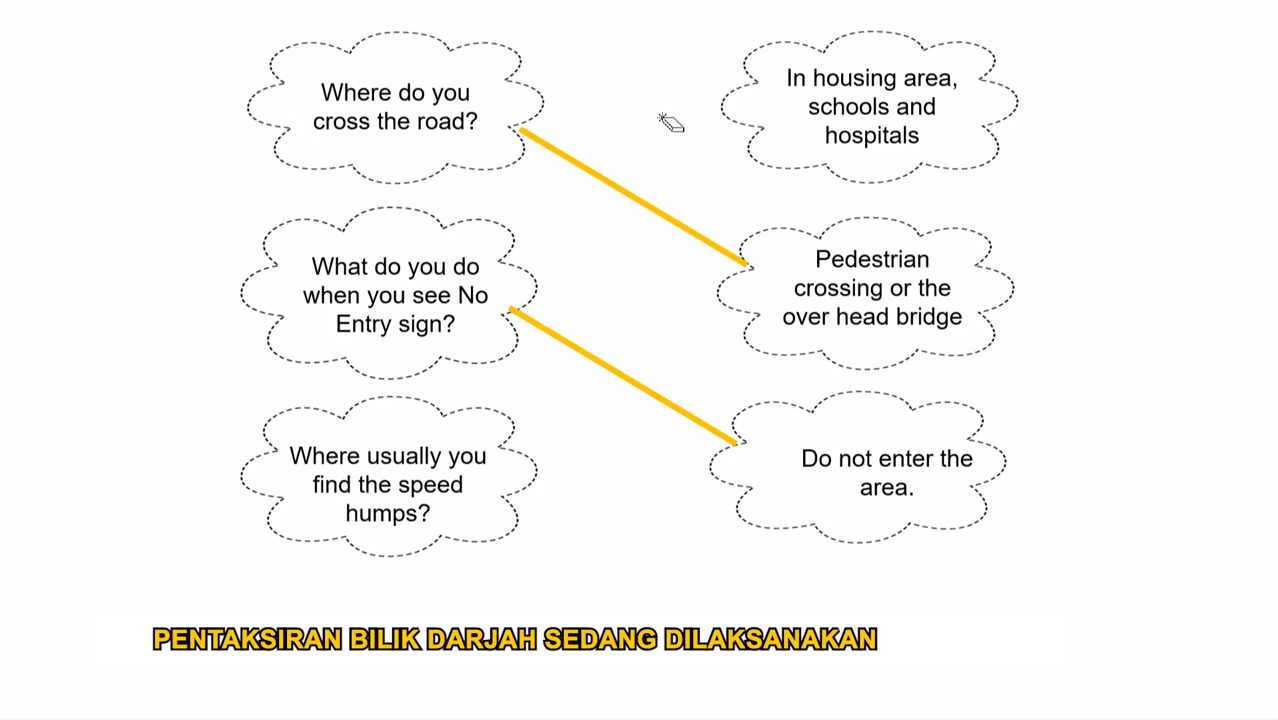 Where do you
cross the road?
In housing area,
schools and
hospitals
What do you do
when you see No
Entry sign?
Pedestrian
crossing or the
over head bridge
Where usually you
find the speed
humps?
Do not enter the
area.
PENTAKSIRAN BILIK DARJAH SEDANG DILAKSANAKAN